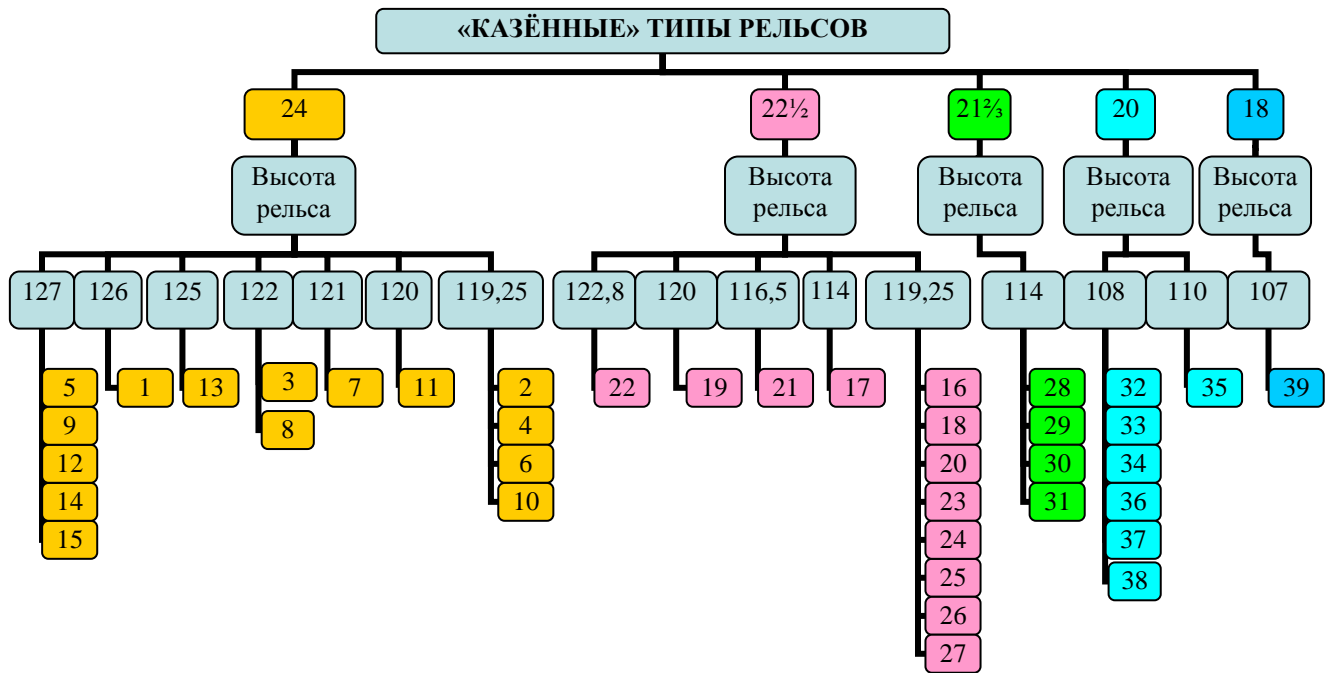 «КАЗЁННЫЕ» ТИПЫ РЕЛЬСОВ
24 22½ 21⅔ 20 18
Высота Высота Высота Высота Высота
рельса рельса рельса рельса рельса
127 126 125 122 121 120 119,25 122,8 120 116,5 114 119,25 114 108 110 107
5 1 13 3 7 11 2 22 19 21 17 16 28 32 35 39
9 8 4 18 29 33
12 6 20 30 34
14 10 23 31 36
15 24 37
25 38
26
27